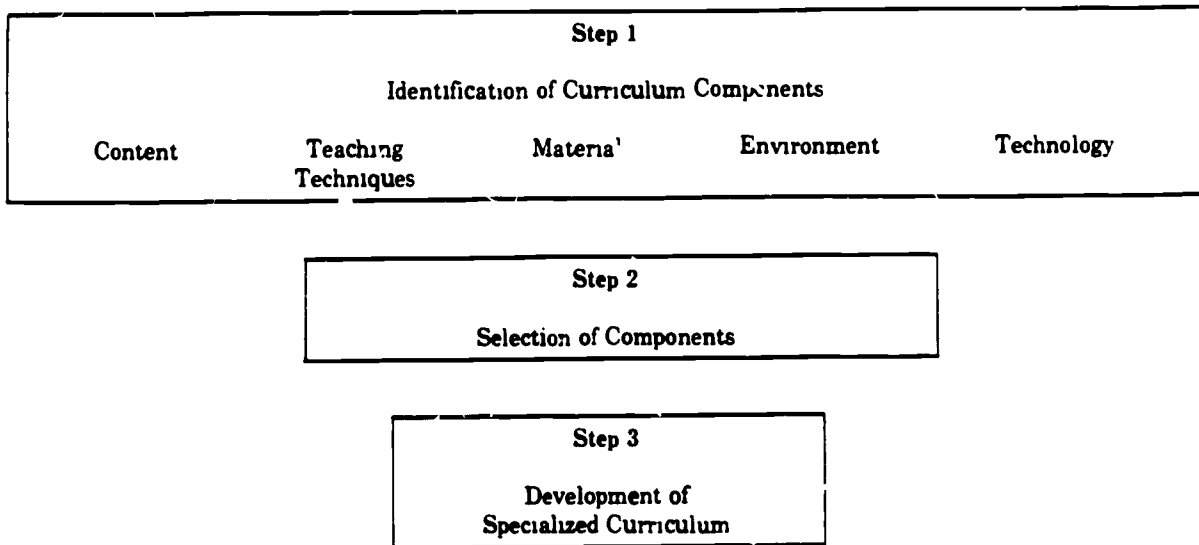 Step 1
Identification of Curriculum Components
Content Teaching Techniques Material Environment Technology
Step 2
Selection of Components
Step 3
Development of
Specialized Curriculum